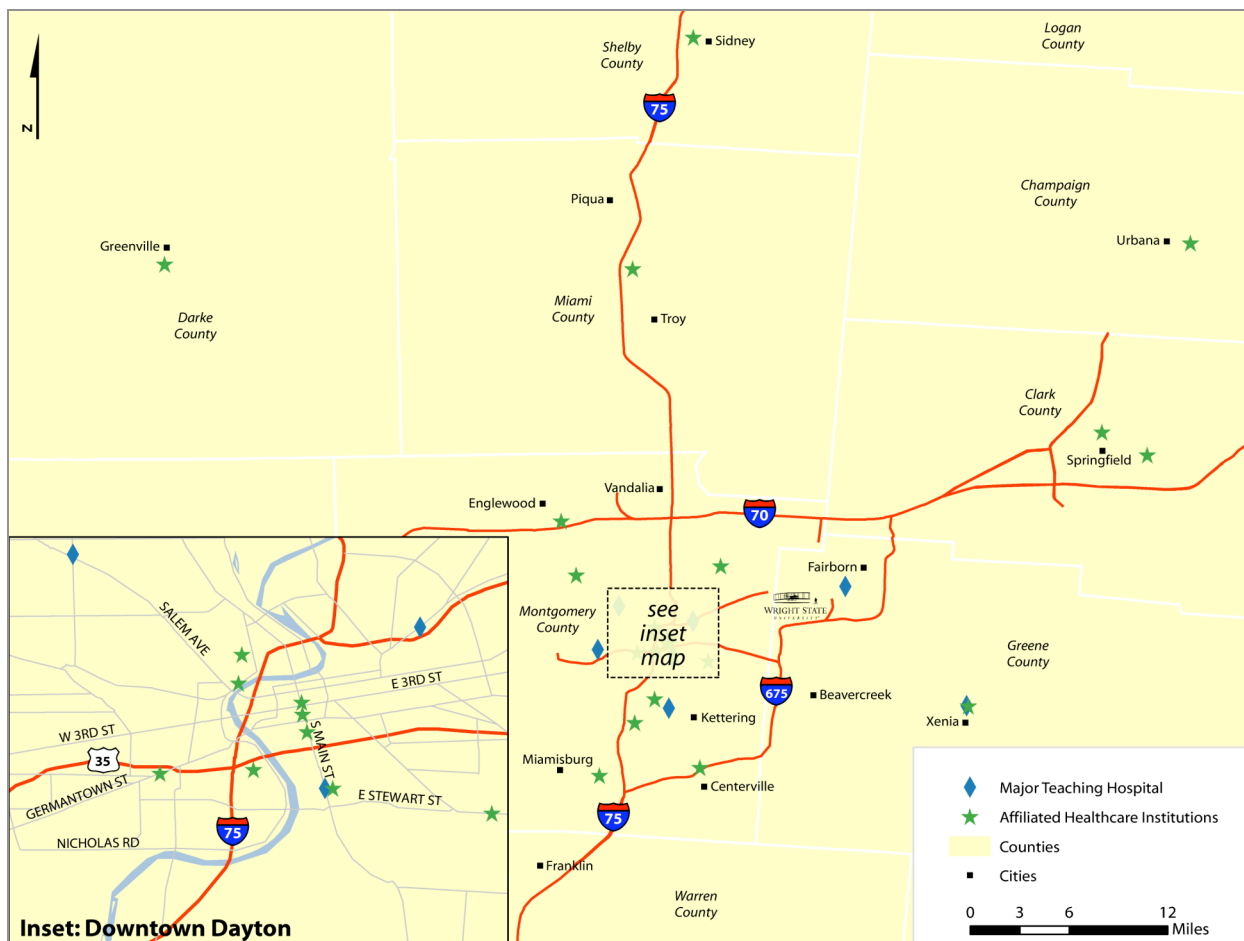 Logan
County
Shelby
County
Sidney
75
N
Piqua
Champaign
County
Greenville
Urbana
Darke
County
Miami
County
Troy
Clark
County
Springfield
Englewood
Vandalia
70
Fairborn
Montgomery
County
see
inset
map
WRIGHT STATE
UNIVERSITY
Greene
County
675
Beavercreek
Kettering
Xenia
Miamisburg
Centerville
75
Franklin
Warren
County
SALEM AVE
E 3RD ST
W 3RD ST
S MAIN ST
35
GERMANTOWN ST
E STEWART ST
NICHOLAS RD
75
Inset: Downtown Dayton
Major Teaching Hospital
Affiliated Healthcare Institutions
Counties
Cities
0 3 6 12
Miles